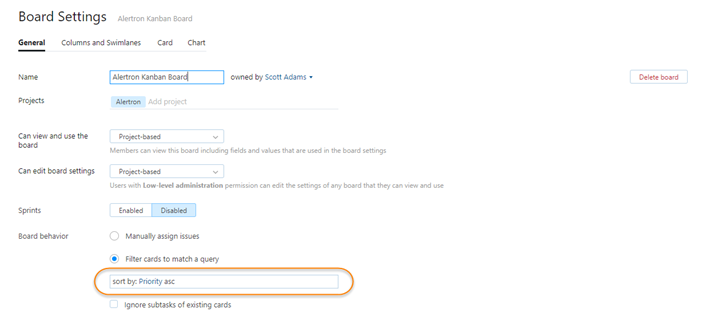 Board Settings Alertron Kanban Board
General Columns and Swimlanes Card Chart
Name Alertron Kanban Board owned by Scott Adams Delete board
Projects Alertron Add project
Can view and use the board Project-based
Members can view this board including fields and values that are used in the board settings
Can edit board settings Project-based
Users with Low-level administration permission can edit the settings of any board that they can view and use
Sprints Enabled Disabled
Board behavior Manually assign issues
Filter cards to match a query
sort by: Priority asc
Ignore subtasks of existing cards